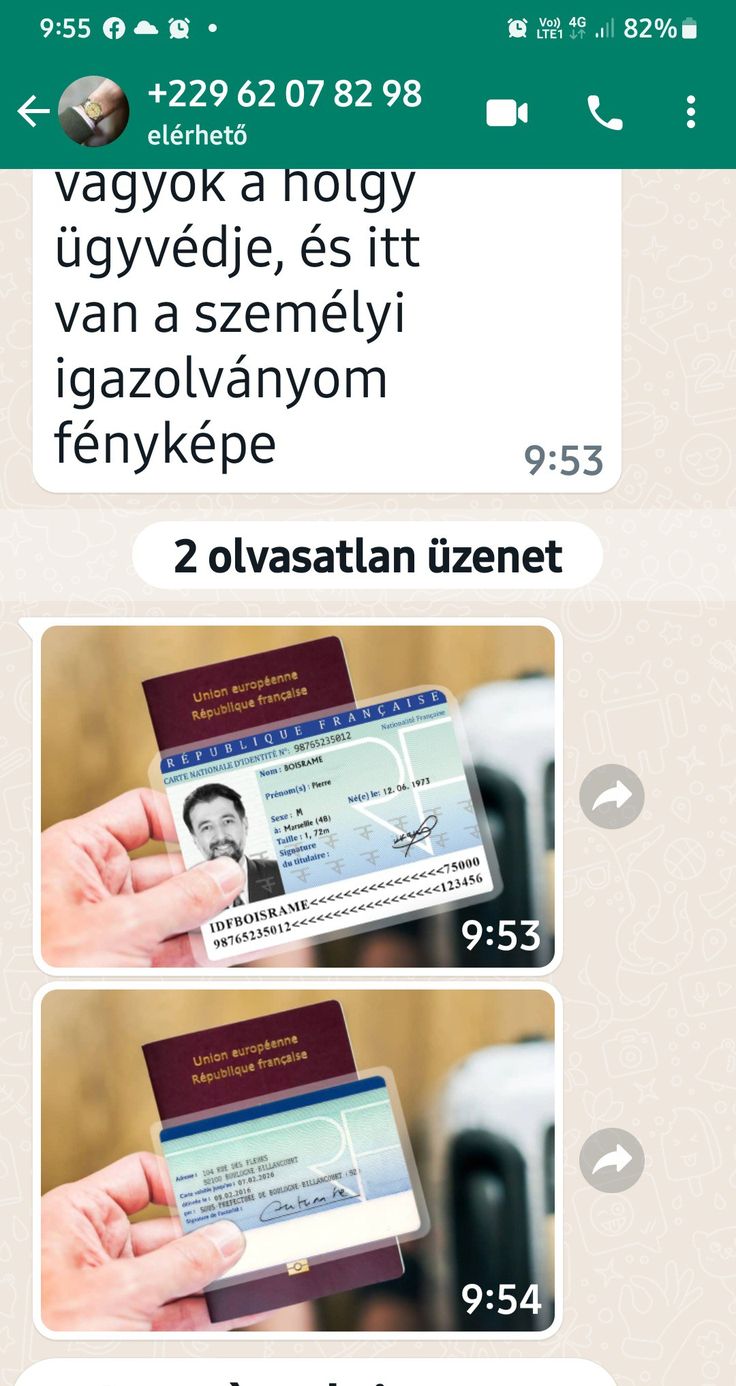 9:55
Vo)) 4G
LTE1
82%
+229 62 07 82 98
elérhető
vagyok a hölgy
ügyvédje, és itt
van a személyi
igazolványom
fényképe
9:53
2 olvasatlan üzenet
Union européenne
République française
RÉPUBLIQUE FRANÇAISE
CARTE NATIONALE D'IDENTITÉ N°: 98765235012
Nationalité Française
Nom: BOISRAME
Prénom(s): Pierre
Né(e) le: 12. 06. 1973
Sexe: M
à: Marseille (48)
Taille: 1, 72m
Signature
du titulaire:
IDFBOISRAME<<<<<<<<<<<<<<<<<75000
98765235012<<<<<<<<<<<<<<<<<<123456
9:53
Union européenne
République française
Adresse: 104 RUE DES FLEURS
92100 BOULOGNE BILLANCOURT
Carte valable jusqu'au: 07.02.2026
délivrée le: 08.02.2016
par: SOUS-PREFECTURE DE BOULOGNE-BILLANCOURT (92)
Signature de l'autorité:
9:54